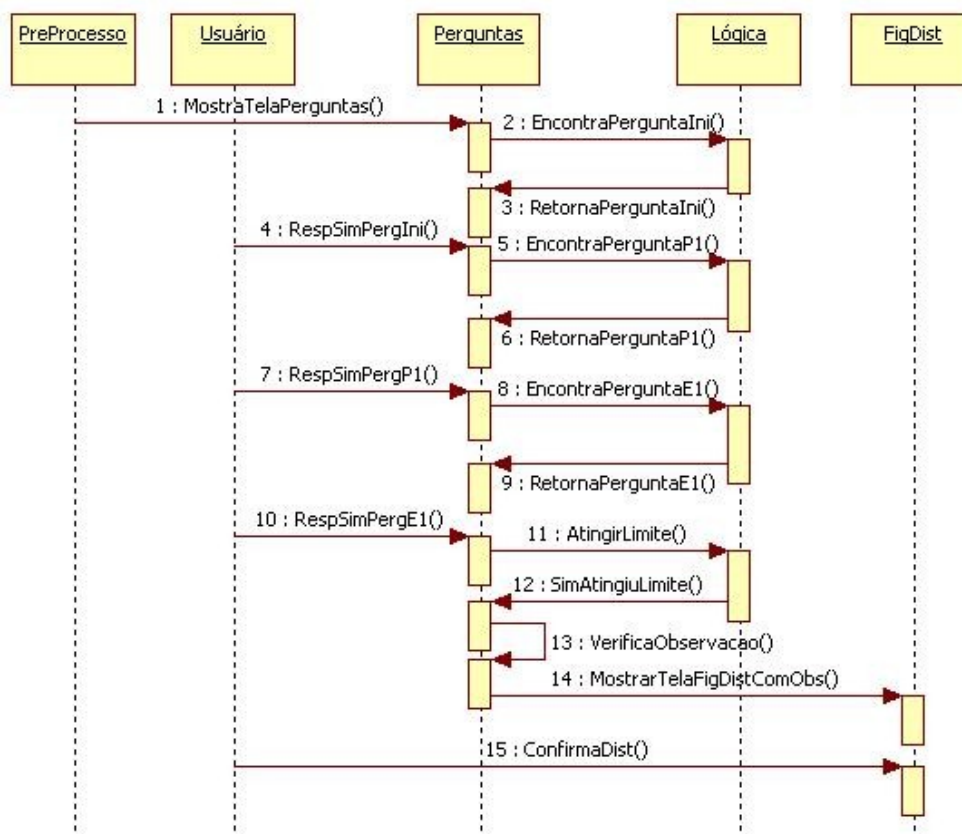 PreProcesso
Usuário
Perguntas
Lógica
FigDist
1 : MostraTelaPerguntas()
2 : EncontraPerguntaIni()
3 : RetornaPerguntaIni()
4 : RespSimPergIni()
5 : EncontraPerguntaP1()
6 : RetornaPerguntaP1()
7 : RespSimPergP1()
8 : EncontraPerguntaE1()
9 : RetornaPerguntaE1()
10 : RespSimPergE1()
11 : AtingirLimite()
12 : SimAtingiuLimite()
13 : VerificaObservacao()
14 : MostrarTelaFigDistComObs()
15 : ConfirmaDist()